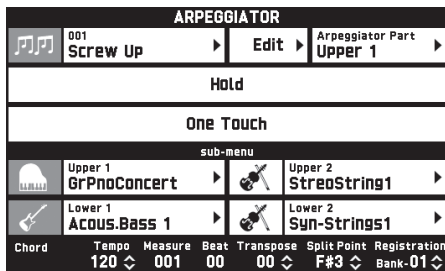 ARPEGGIATOR
001
Screw Up
Edit
Arpeggiator Part
Upper 1
Hold
One Touch
sub-menu
Upper 1
GrPnoConcert
Upper 2
StreoString1
Lower 1
Acous.Bass 1
Lower 2
Syn-Strings1
Chord Tempo Measure Beat Transpose Split Point Registration
120 001 00 00 F#3 Bank-01